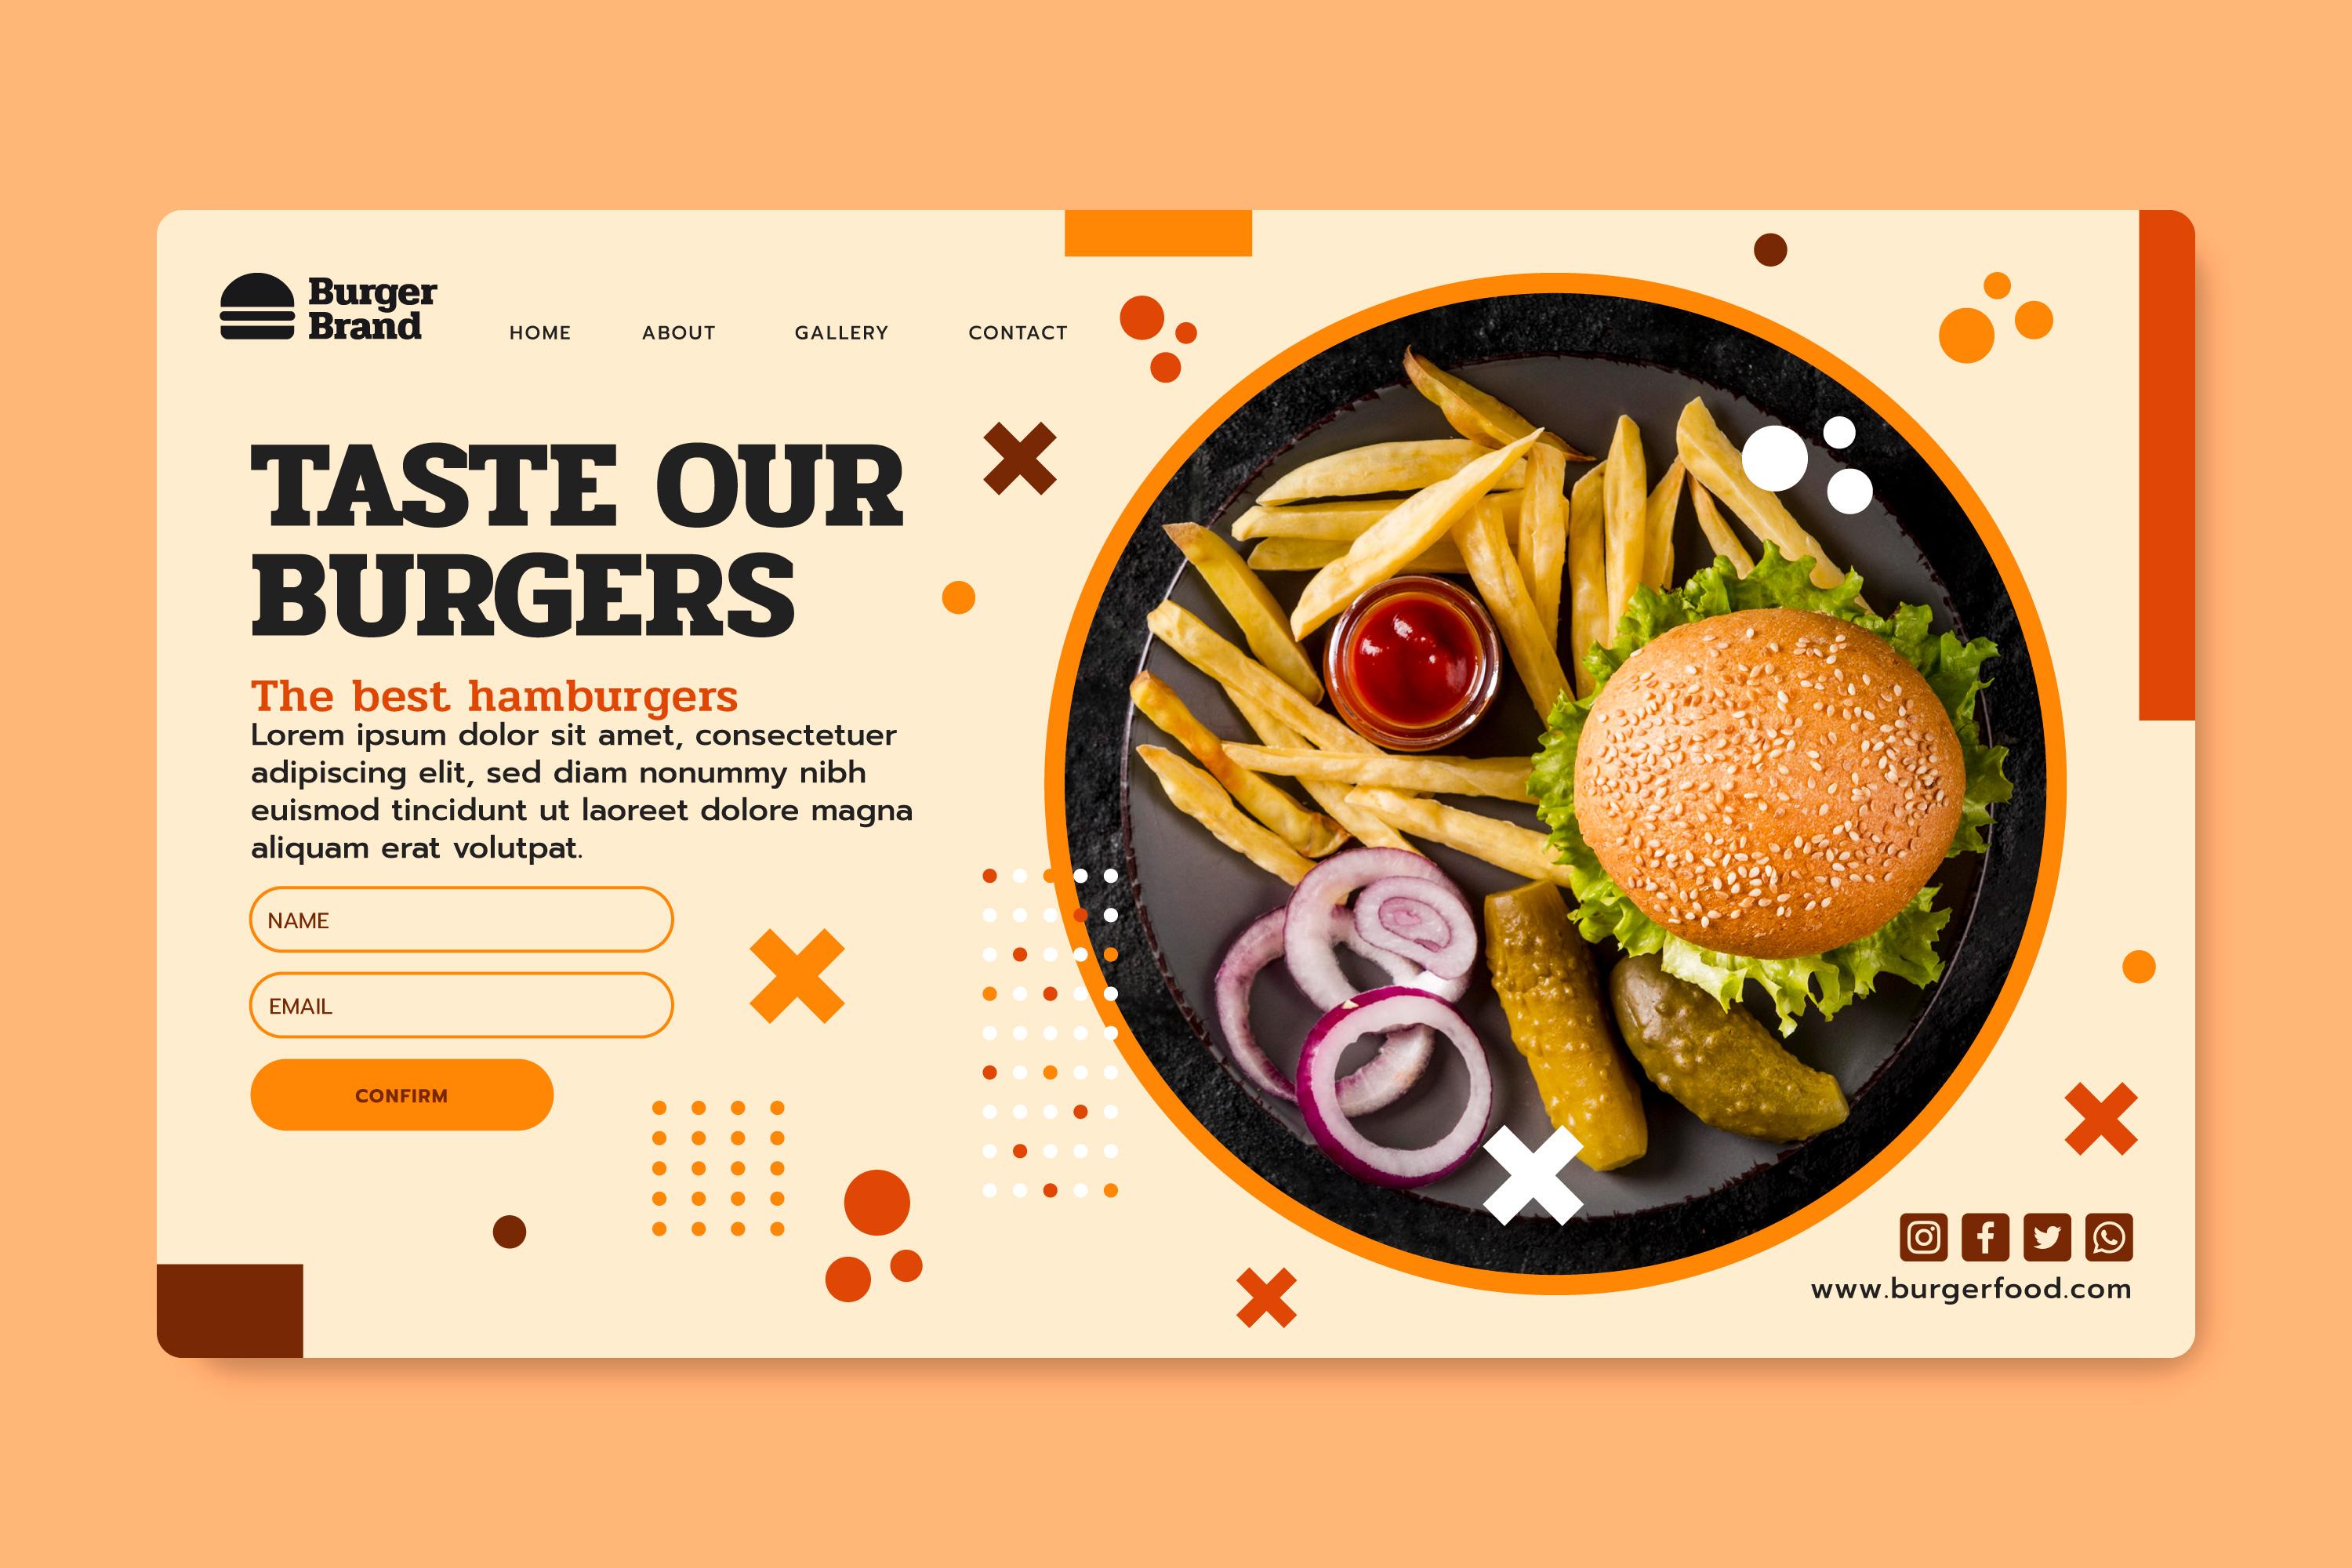 Burger
Brand
HOME ABOUT GALLERY CONTACT
TASTE OUR
BURGERS
The best hamburgers
Lorem ipsum dolor sit amet, consectetuer
adipiscing elit, sed diam nonummy nibh
euismod tincidunt ut laoreet dolore magna
aliquam erat volutpat.
NAME
EMAIL
CONFIRM
www.burgerfood.com